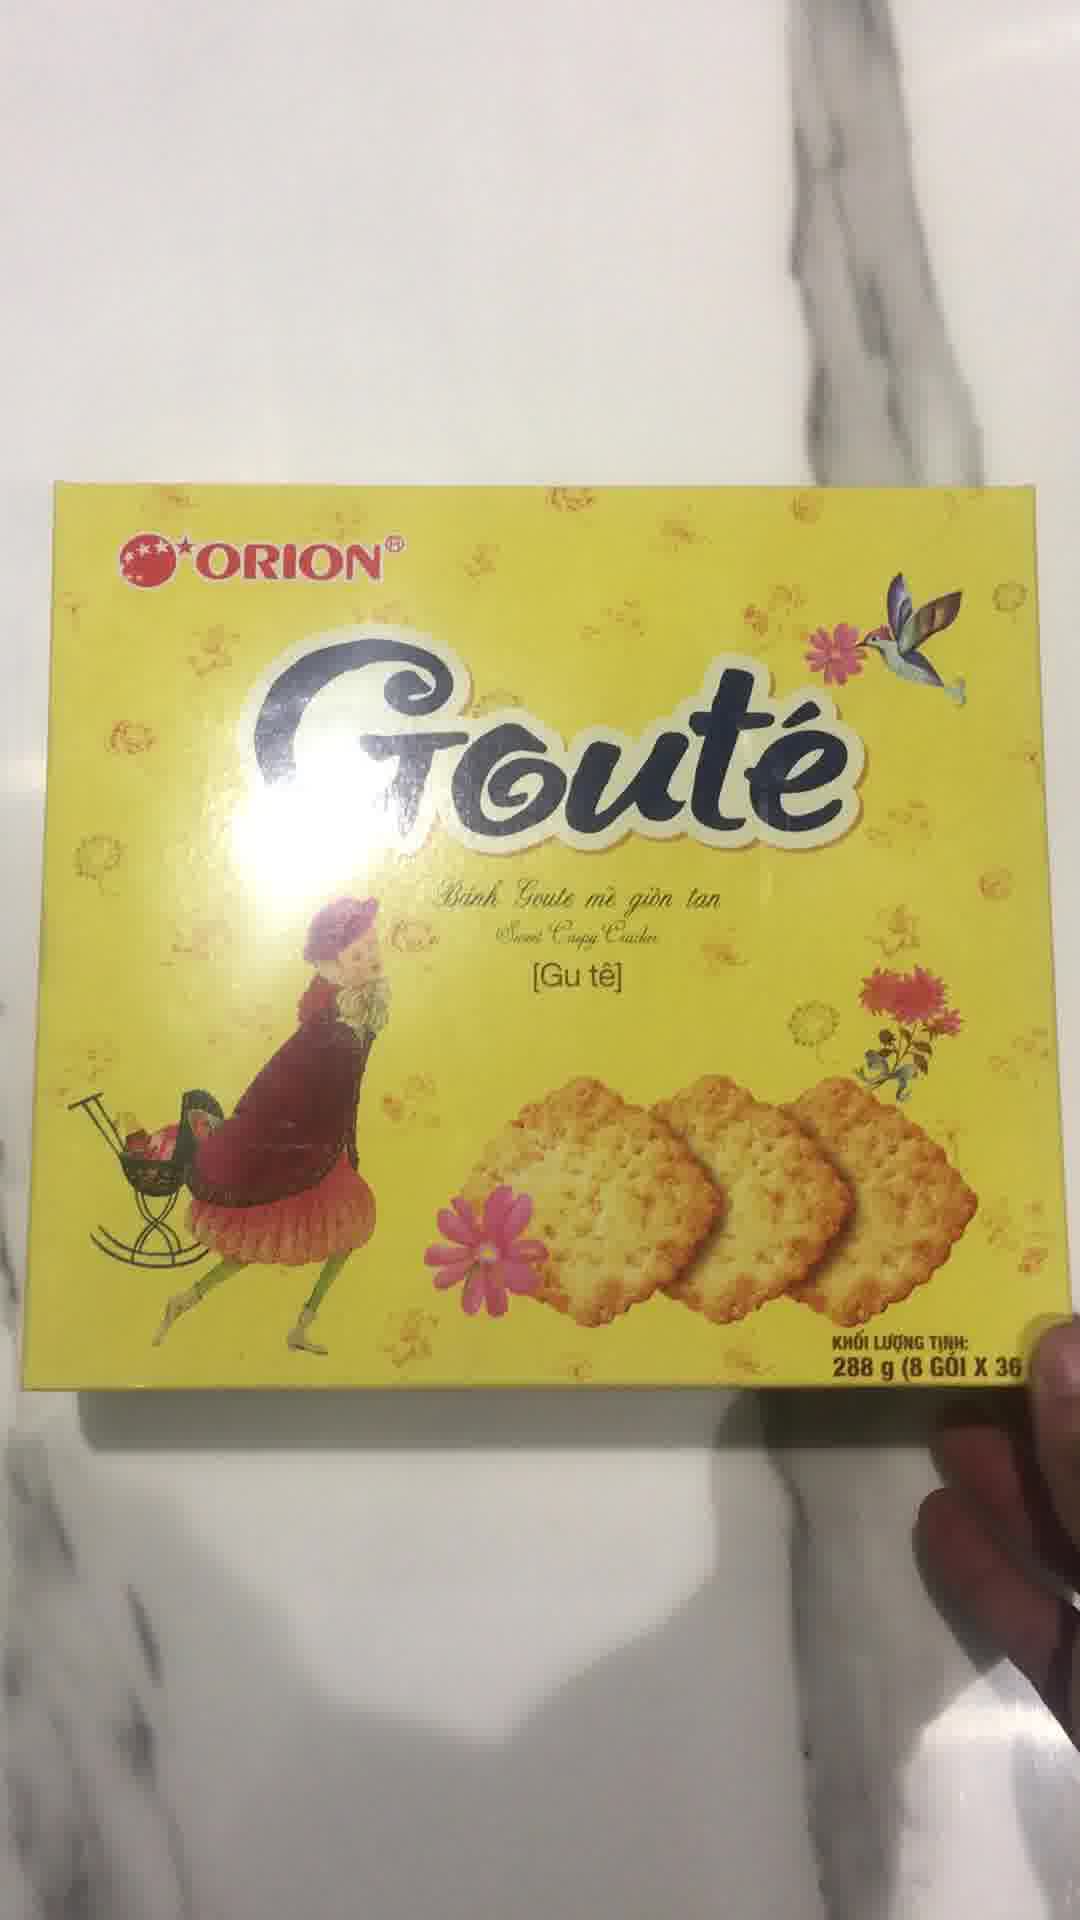 ORION®
Gouté
Bánh Goute mè giòn tan
Sweet Crispy Cracker
[Gu tê]
KHỐI LƯỢNG TỊNH:
288 g (8 GÓI X 36